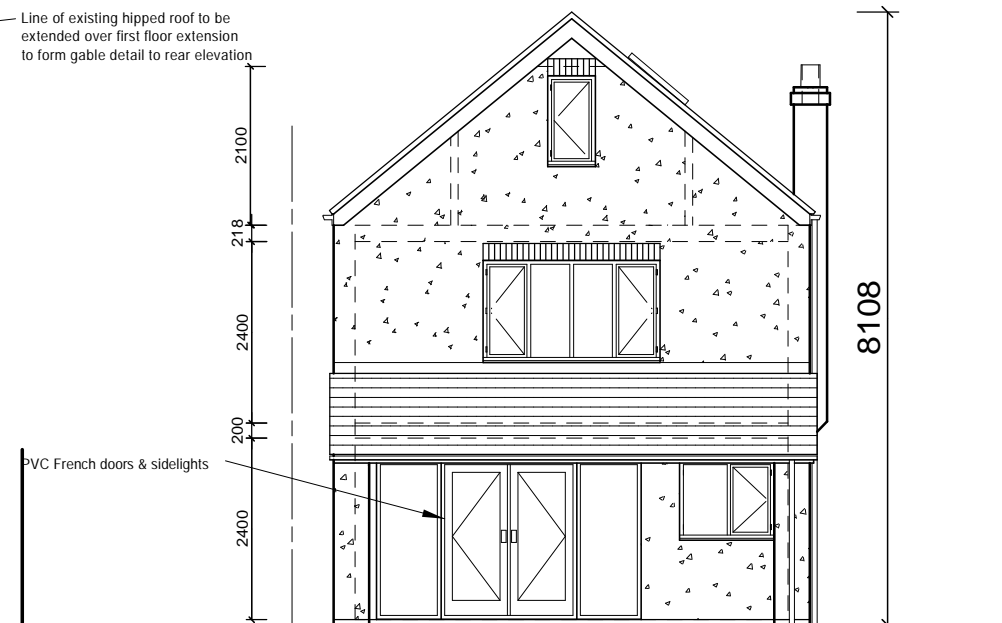 Line of existing hipped roof to be
extended over first floor extension
to form gable detail to rear elevation
2100
218
2400
8108
200
PVC French doors & sidelights
2400